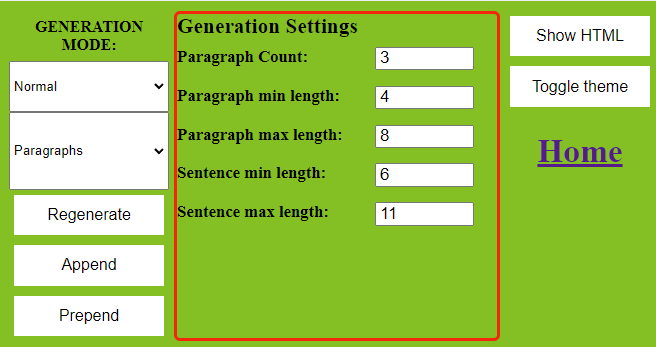 GENERATION
MODE:
Normal
Paragraphs
Regenerate
Append
Prepend
Generation Settings
Paragraph Count: 3
Paragraph min length: 4
Paragraph max length: 8
Sentence min length: 6
Sentence max length: 11
Show HTML
Toggle theme
Home